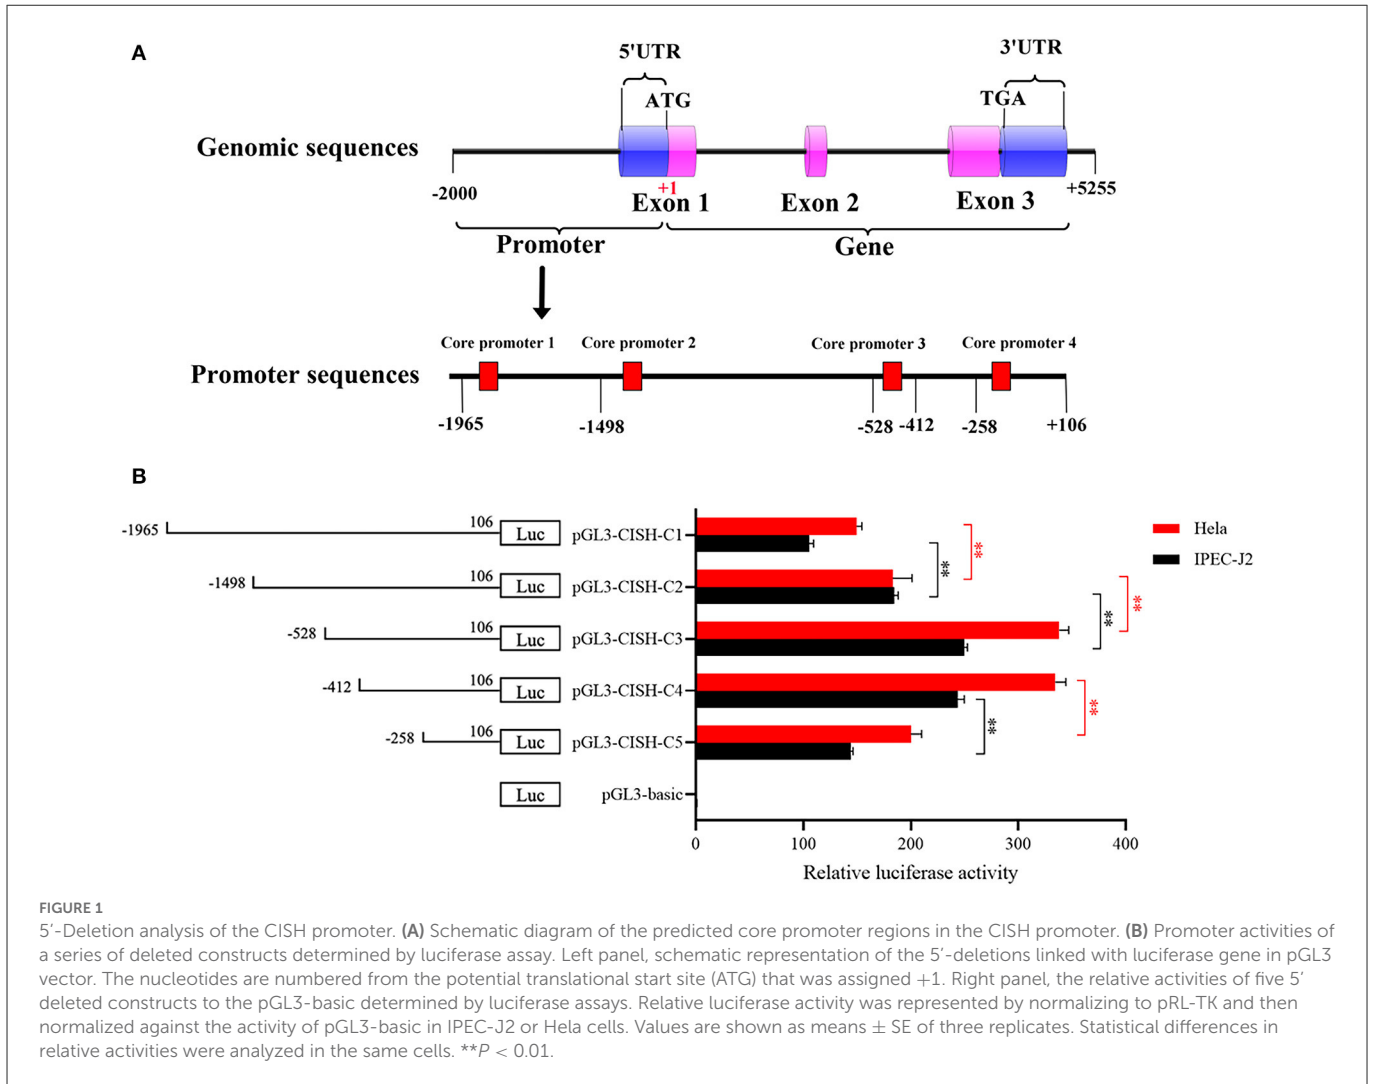 A
5'UTR
3'UTR
ATG
TGA
Genomic sequences
-2000
+1
+5255
Exon 1
Exon 2
Exon 3
Promoter
Gene
Core promoter 1
Core promoter 2
Core promoter 3
Core promoter 4
Promoter sequences
-1965
-1498
-528
-412
-258
+106
B
-1965
106
Luc
pGL3-CISH-C1
-1498
106
Luc
pGL3-CISH-C2
-528
106
Luc
pGL3-CISH-C3
-412
106
Luc
pGL3-CISH-C4
-258
106
Luc
pGL3-CISH-C5
Luc
pGL3-basic
**
**
**
**
**
**
Hela
IPEC-J2
0
100
200
300
400
Relative luciferase activity
FIGURE 1
5′-Deletion analysis of the CISH promoter. (A) Schematic diagram of the predicted core promoter regions in the CISH promoter. (B) Promoter activities of
a series of deleted constructs determined by luciferase assay. Left panel, schematic representation of the 5′-deletions linked with luciferase gene in pGL3
vector. The nucleotides are numbered from the potential translational start site (ATG) that was assigned +1. Right panel, the relative activities of five 5′
deleted constructs to the pGL3-basic determined by luciferase assays. Relative luciferase activity was represented by normalizing to pRL-TK and then
normalized against the activity of pGL3-basic in IPEC-J2 or Hela cells. Values are shown as means ± SE of three replicates. Statistical differences in
relative activities were analyzed in the same cells. **P < 0.01.